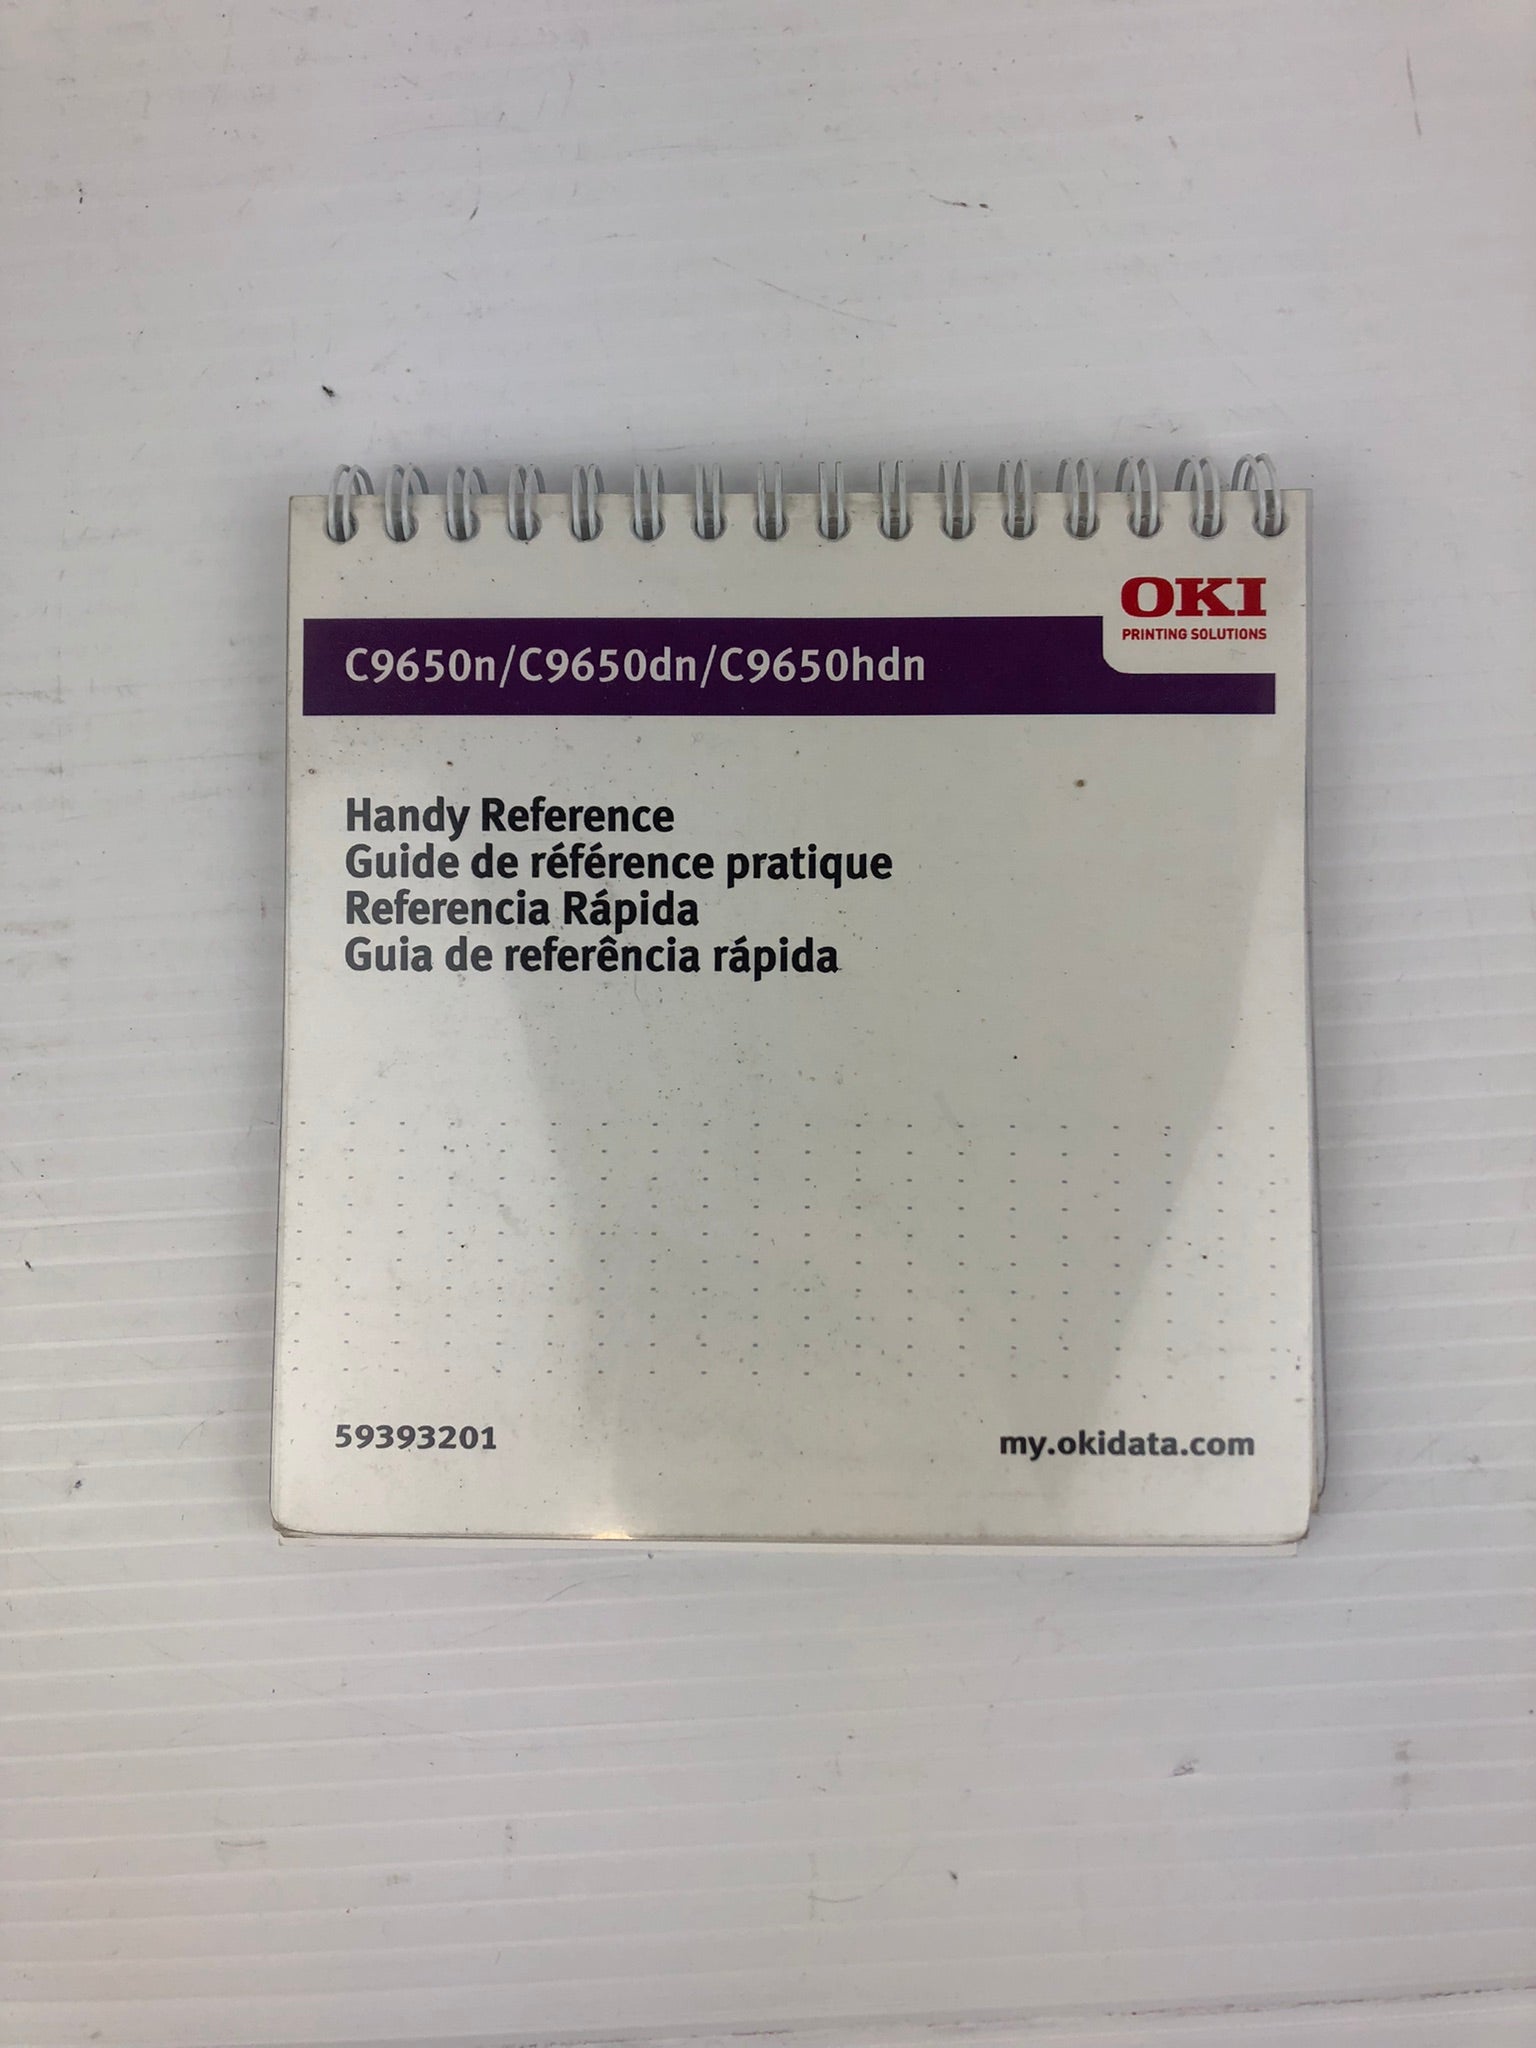 OKI
PRINTING SOLUTIONS
C9650n/C9650dn/C9650hdn
Handy Reference
Guide de référence pratique
Referencia Rápida
Guia de referência rápida
59393201
my.okidata.com